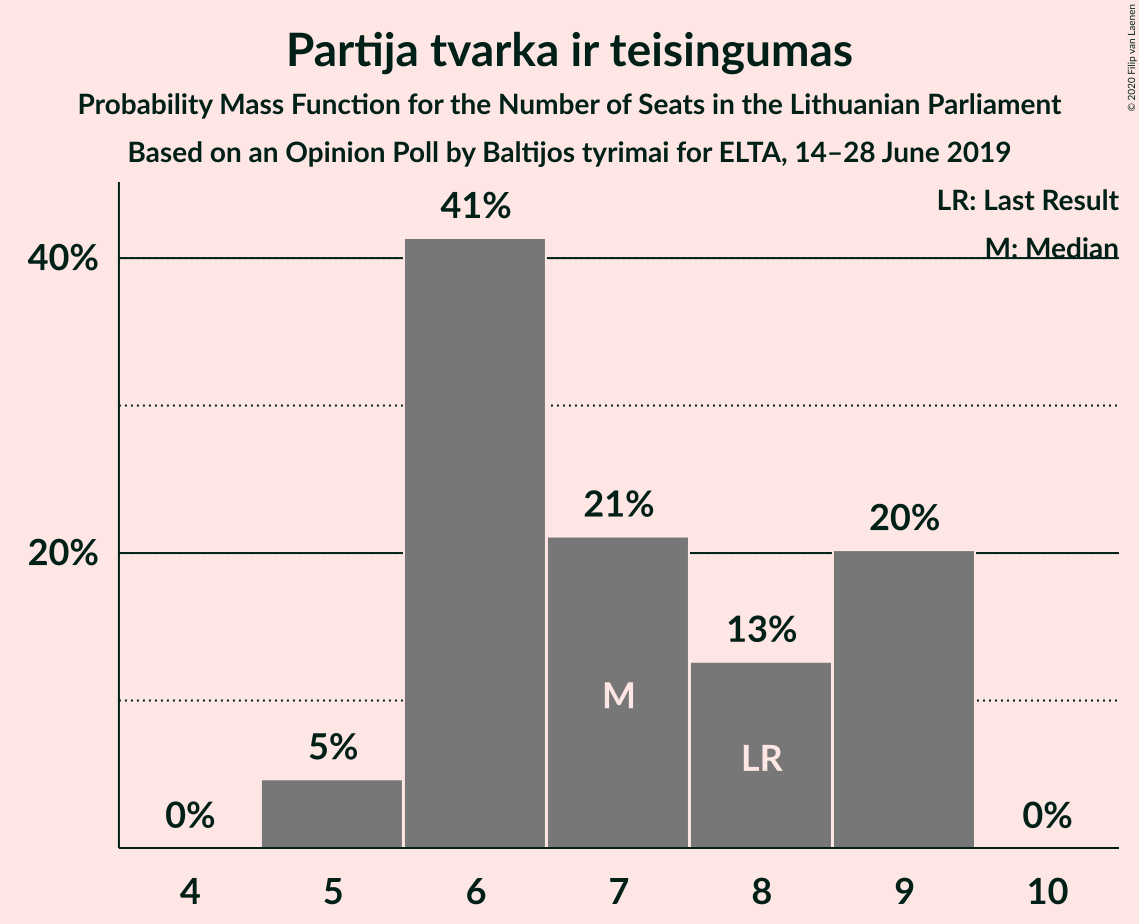 Partija tvarka ir teisingumas
Probability Mass Function for the Number of Seats in the Lithuanian Parliament
Based on an Opinion Poll by Baltijos tyrimai for ELTA, 14–28 June 2019
© 2020 Filip van Laenen
LR: Last Result
M: Median
41%
40%
21%
20%
20%
13%
M
LR
5%
0%
0%
4 5 6 7 8 9 10